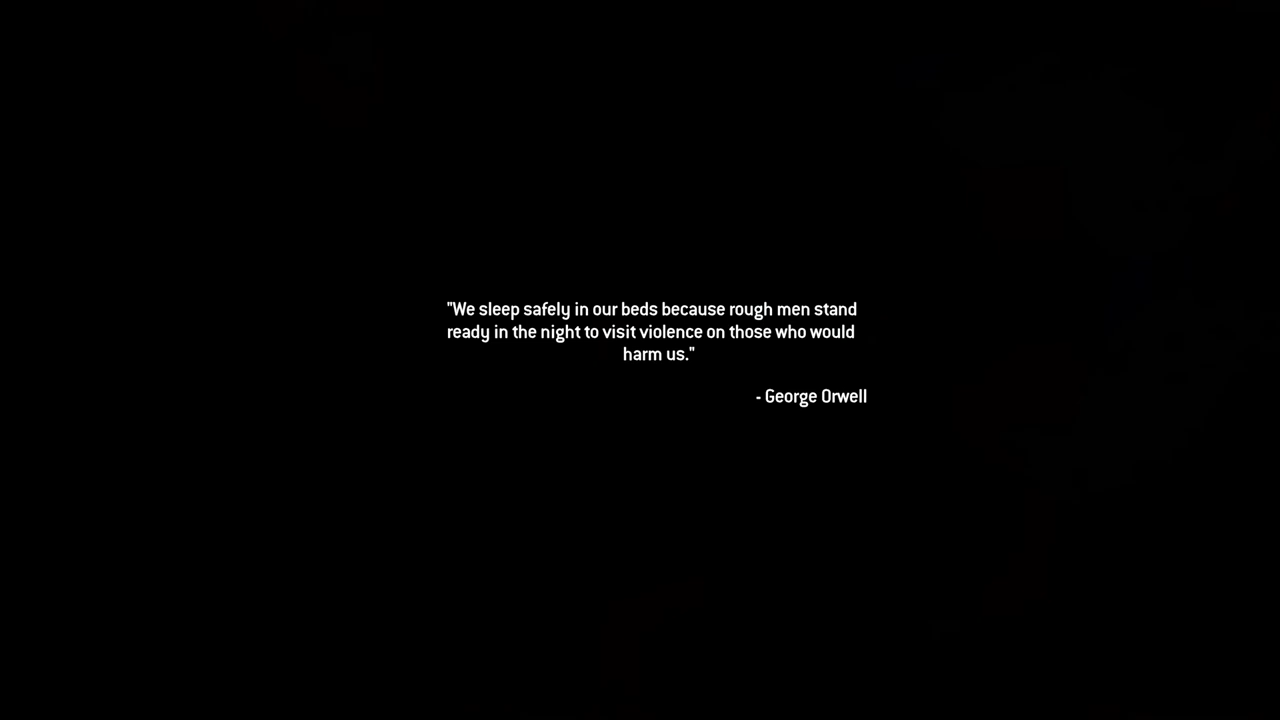 "We sleep safely in our beds because rough men stand
ready in the night to visit violence on those who would
harm us."
- George Orwell